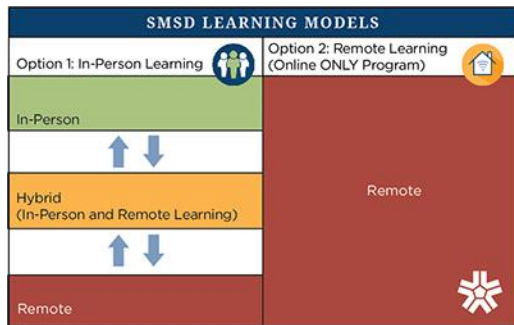 SMSD LEARNING MODELS
Option 1: In-Person Learning
Option 2: Remote Learning
(Online ONLY Program)
In-Person
Hybrid
(In-Person and Remote Learning)
Remote
Remote